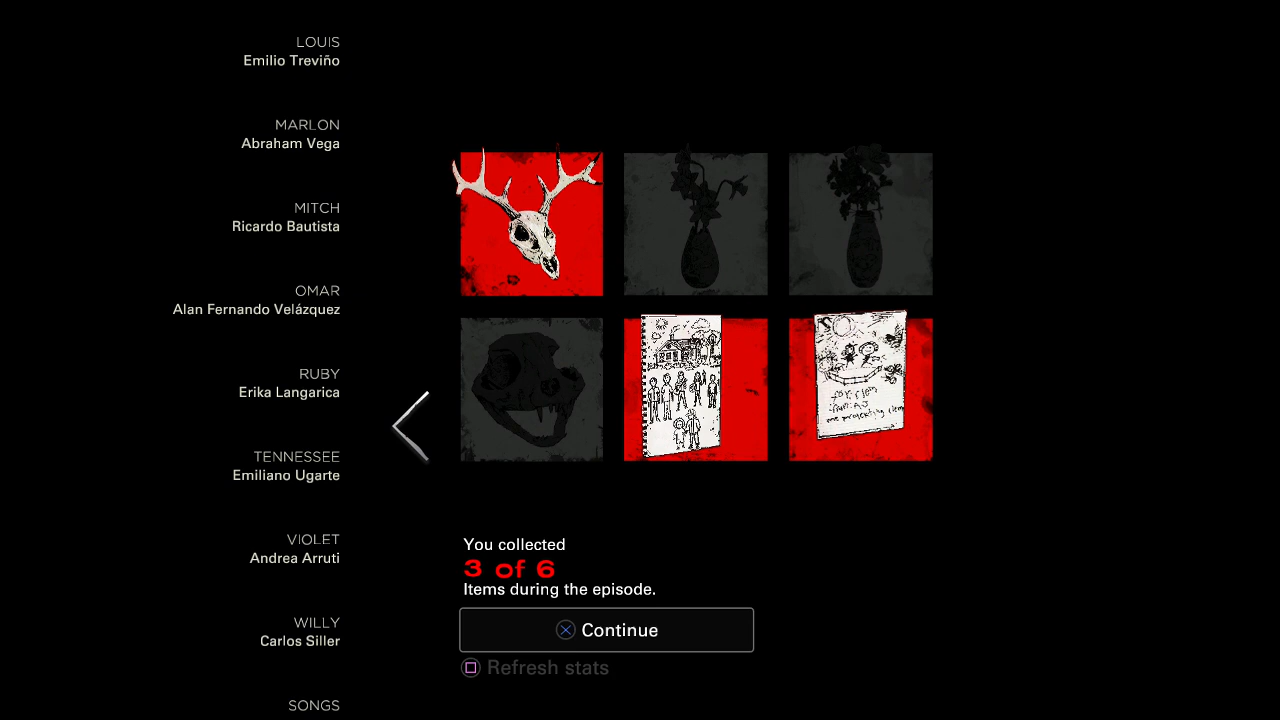 LOUIS
Emilio Treviño
MARLON
Abraham Vega
MITCH
Ricardo Bautista
OMAR
Alan Fernando Velázquez
RUBY
Erika Langarica
TENNESSEE
Emiliano Ugarte
VIOLET
Andrea Arruti
WILLY
Carlos Siller
SONGS
You collected
3 of 6
Items during the episode.
Continue
Refresh stats